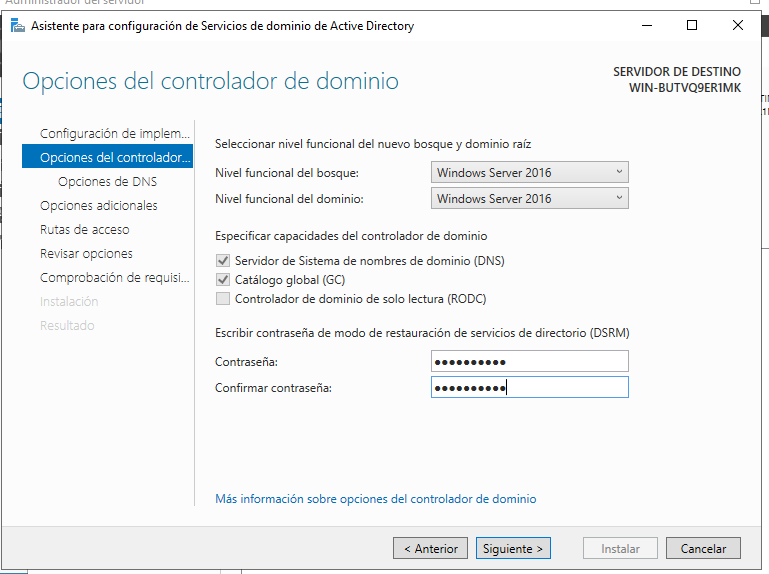 Administrador del servidor
Asistente para configuración de Servicios de dominio de Active Directory
Opciones del controlador de dominio
SERVIDOR DE DESTINO
WIN-BUTVQ9ER1MK
Configuración de implem...
Opciones del controlador...
Opciones de DNS
Opciones adicionales
Rutas de acceso
Revisar opciones
Comprobación de requisi...
Instalación
Resultado
Seleccionar nivel funcional del nuevo bosque y dominio raíz
Nivel funcional del bosque:
Windows Server 2016
Nivel funcional del dominio:
Windows Server 2016
Especificar capacidades del controlador de dominio
Servidor de Sistema de nombres de dominio (DNS)
Catálogo global (GC)
Controlador de dominio de solo lectura (RODC)
Escribir contraseña de modo de restauración de servicios de directorio (DSRM)
Contraseña:
●●●●●●●●●●
Confirmar contraseña:
●●●●●●●●●●
Más información sobre opciones del controlador de dominio
< Anterior
Siguiente >
Instalar
Cancelar